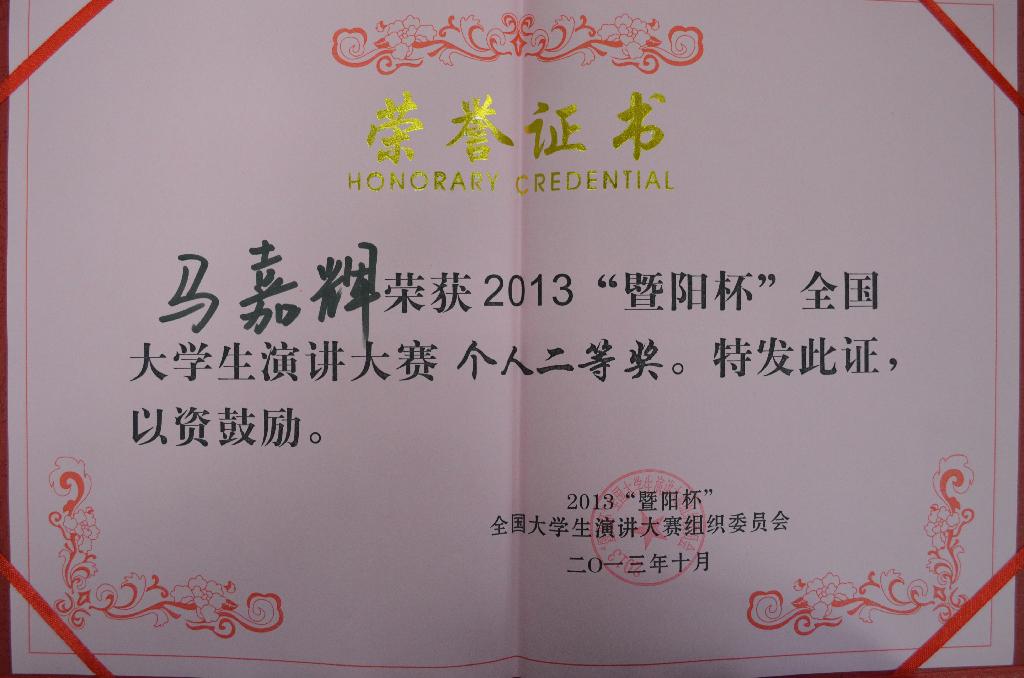 荣誉证书
HONORARY CREDENTIAL
马嘉辉荣获2013“暨阳杯”全国
大学生演讲大赛 个人二等奖。特发此证，
以资鼓励。
2013“暨阳杯”
全国大学生演讲大赛组织委员会
二〇一三年十月